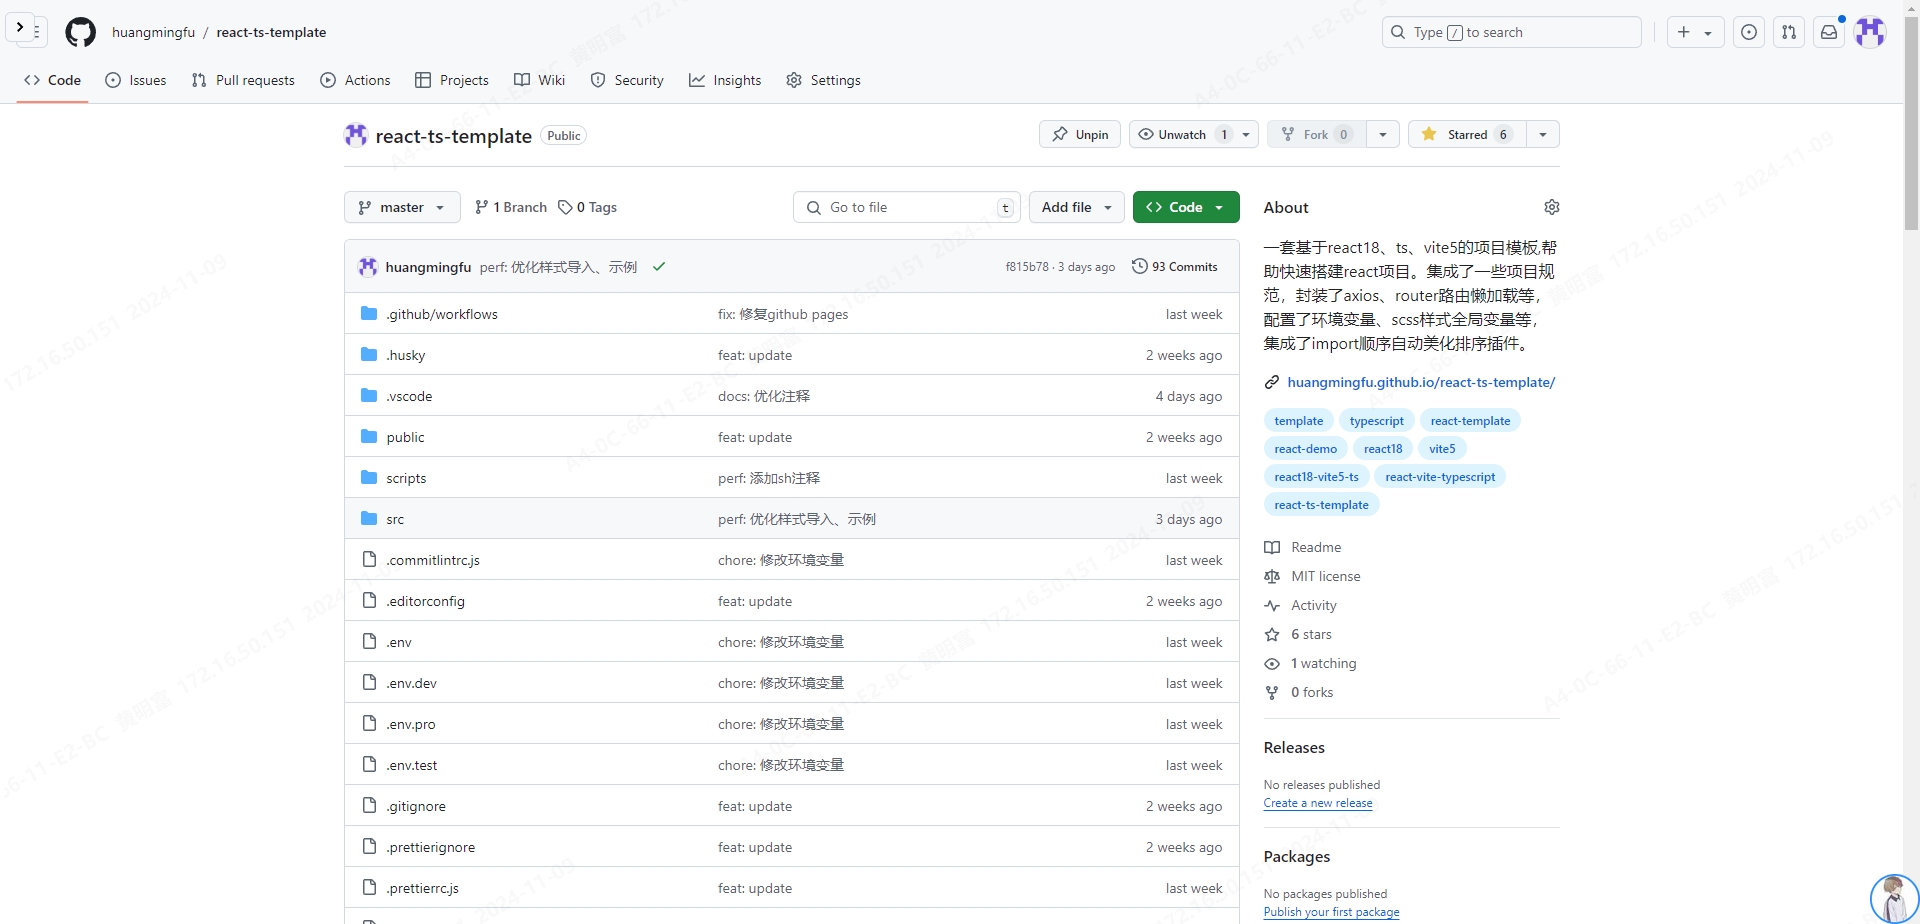 huangmingfu / react-ts-template
Type / to search
Code Issues Pull requests Actions Projects Wiki Security Insights Settings
react-ts-template Public
Unpin Unwatch 1 Fork 0 Starred 6
master 1 Branch 0 Tags
Go to file t Add file Code
huangmingfu perf: 优化样式导入、示例 f815b78 · 3 days ago 93 Commits
.github/workflows fix: 修复github pages last week
.husky feat: update 2 weeks ago
.vscode docs: 优化注释 4 days ago
public feat: update 2 weeks ago
scripts perf: 添加sh注释 last week
src perf: 优化样式导入、示例 3 days ago
.commitlintrc.js chore: 修改环境变量 last week
.editorconfig feat: update 2 weeks ago
.env chore: 修改环境变量 last week
.env.dev chore: 修改环境变量 last week
.env.pro chore: 修改环境变量 last week
.env.test chore: 修改环境变量 last week
.gitignore feat: update 2 weeks ago
.prettierignore feat: update 2 weeks ago
.prettierrc.js feat: update last week
About
一套基于react18、ts、vite5的项目模板,帮
助快速搭建react项目。集成了一些项目规
范，封装了axios、router路由懒加载等，
配置了环境变量、scss样式全局变量等，
集成了import顺序自动美化排序插件。
huangmingfu.github.io/react-ts-template/
template typescript react-template
react-demo react18 vite5
react18-vite5-ts react-vite-typescript
react-ts-template
Readme
MIT license
Activity
6 stars
1 watching
0 forks
Releases
No releases published
Create a new release
Packages
No packages published
Publish your first package
A4-0C-66-11-E2-BC 黄明富 172.16.50.151 2024-11-09